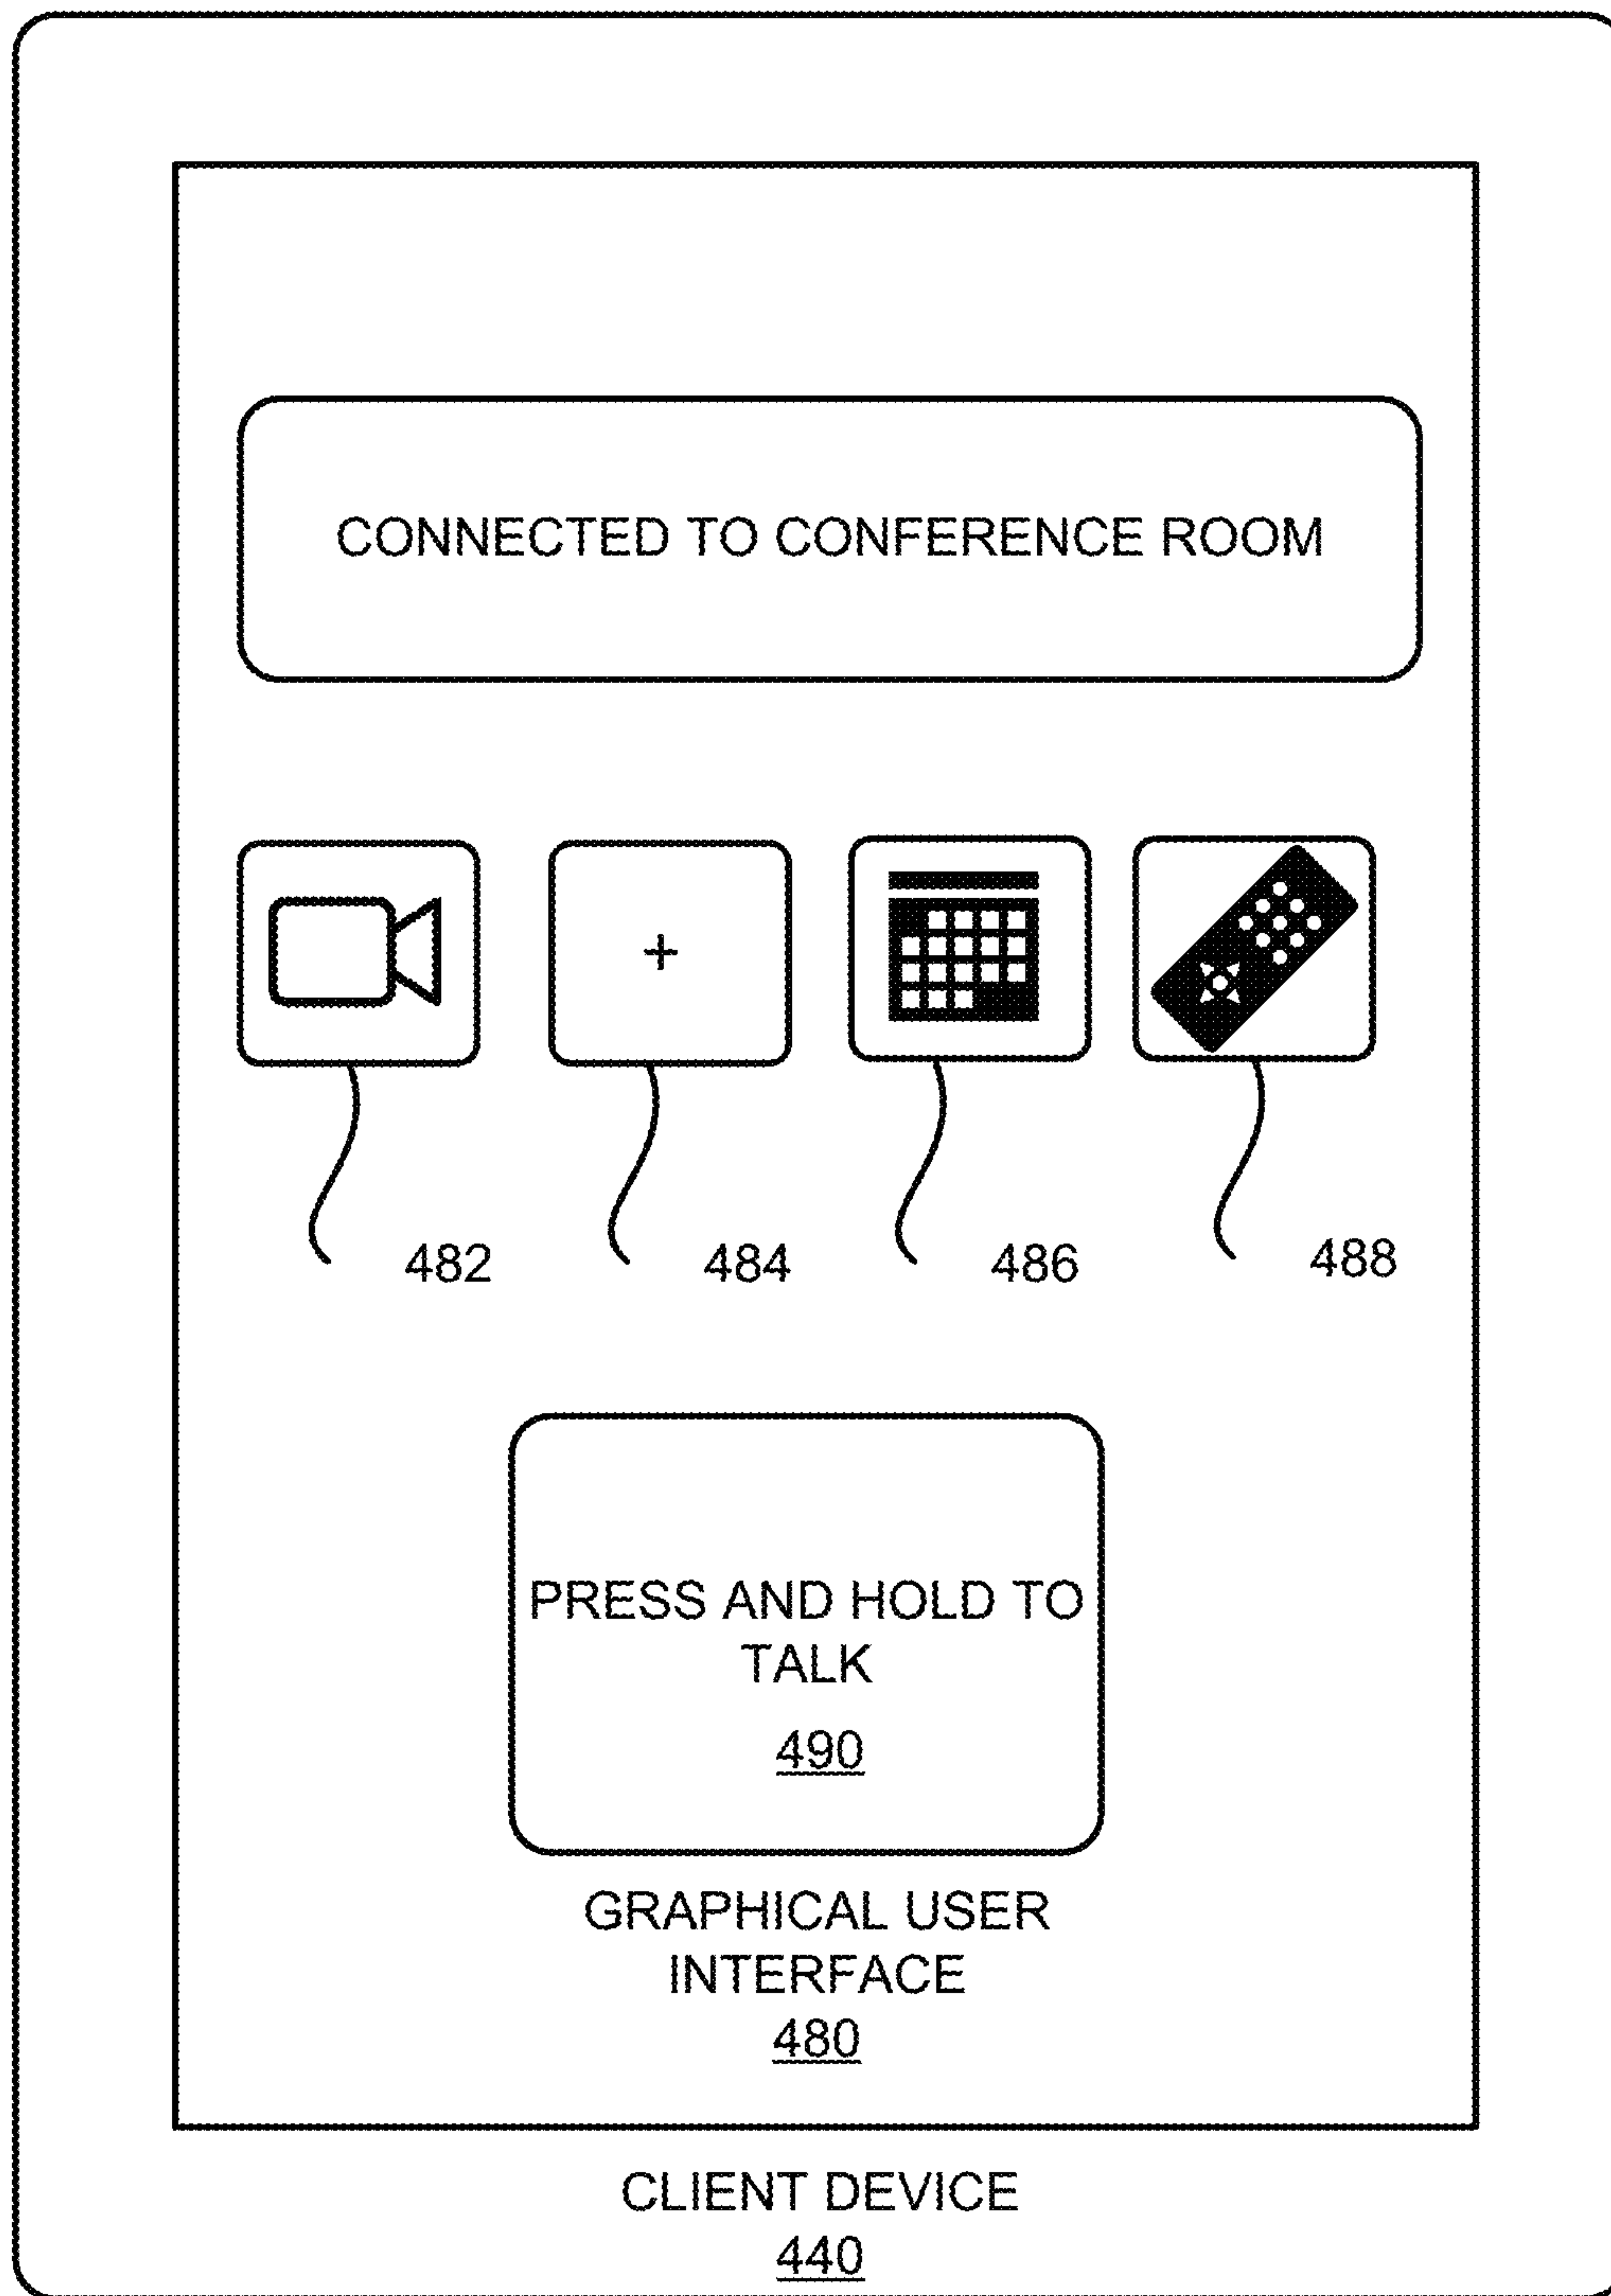 CONNECTED TO CONFERENCE ROOM
+
482
484
486
488
PRESS AND HOLD TO
TALK
490
GRAPHICAL USER
INTERFACE
480
CLIENT DEVICE
440